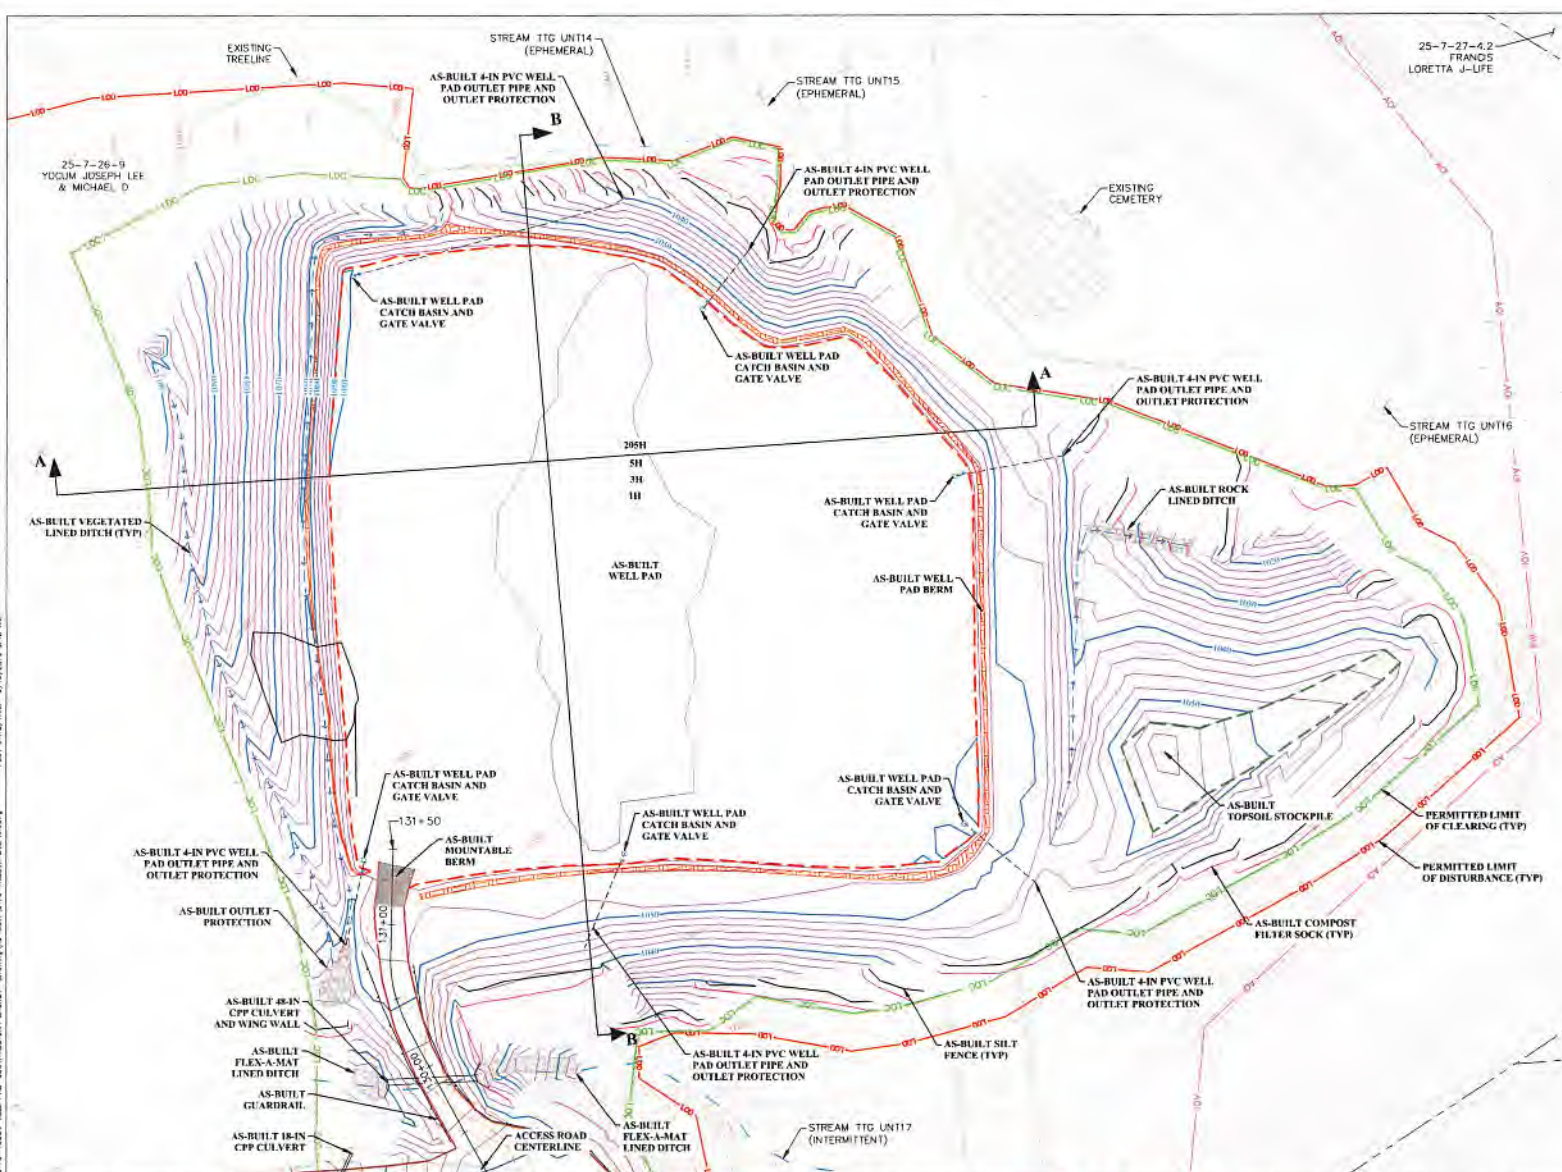 EXISTING
TREELINE
STREAM TTG UNT14
(EPHEMERAL)
AS-BUILT 4-IN PVC WELL
PAD OUTLET PIPE AND
OUTLET PROTECTION
B
STREAM TTG UNT15
(EPHEMERAL)
25-7-27-4.2
FRANCIS
LORETTA J-LIFE
25-7-26-9
YOCUM JOSEPH LEE
& MICHAEL D
AS-BUILT 4-IN PVC WELL
PAD OUTLET PIPE AND
OUTLET PROTECTION
EXISTING
CEMETERY
AS-BUILT WELL PAD
CATCH BASIN AND
GATE VALVE
AS-BUILT WELL PAD
CATCH BASIN AND
GATE VALVE
A
AS-BUILT 4-IN PVC WELL
PAD OUTLET PIPE AND
OUTLET PROTECTION
STREAM TTG UNT16
(EPHEMERAL)
A
205H
5H
3H
1H
AS-BUILT VEGETATED
LINED DITCH (TYP)
AS-BUILT WELL PAD
CATCH BASIN AND
GATE VALVE
AS-BUILT ROCK
LINED DITCH
AS-BUILT
WELL PAD
AS-BUILT WELL
PAD BERM
AS-BUILT WELL PAD
CATCH BASIN AND
GATE VALVE
AS-BUILT WELL PAD
CATCH BASIN AND
GATE VALVE
AS-BUILT WELL PAD
CATCH BASIN AND
GATE VALVE
AS-BUILT
TOPSOIL STOCKPILE
PERMITTED LIMIT
OF CLEARING (TYP)
131+50
AS-BUILT
MOUNTABLE
BERM
AS-BUILT 4-IN PVC WELL
PAD OUTLET PIPE AND
OUTLET PROTECTION
PERMITTED LIMIT
OF DISTURBANCE (TYP)
AS-BUILT OUTLET
PROTECTION
131+00
1050
1040
AS-BUILT COMPOST
FILTER SOCK (TYP)
AS-BUILT 4-IN PVC WELL
PAD OUTLET PIPE AND
OUTLET PROTECTION
AS-BUILT 48-IN
CPP CULVERT
AND WING WALL
B
AS-BUILT SILT
FENCE (TYP)
AS-BUILT
FLEX-A-MAT
LINED DITCH
130+00
AS-BUILT 4-IN PVC WELL
PAD OUTLET PIPE AND
OUTLET PROTECTION
AS-BUILT
GUARDRAIL
AS-BUILT 18-IN
CPP CULVERT
ACCESS ROAD
CENTERLINE
AS-BUILT
FLEX-A-MAT
LINED DITCH
STREAM TTG UNT17
(INTERMITTENT)